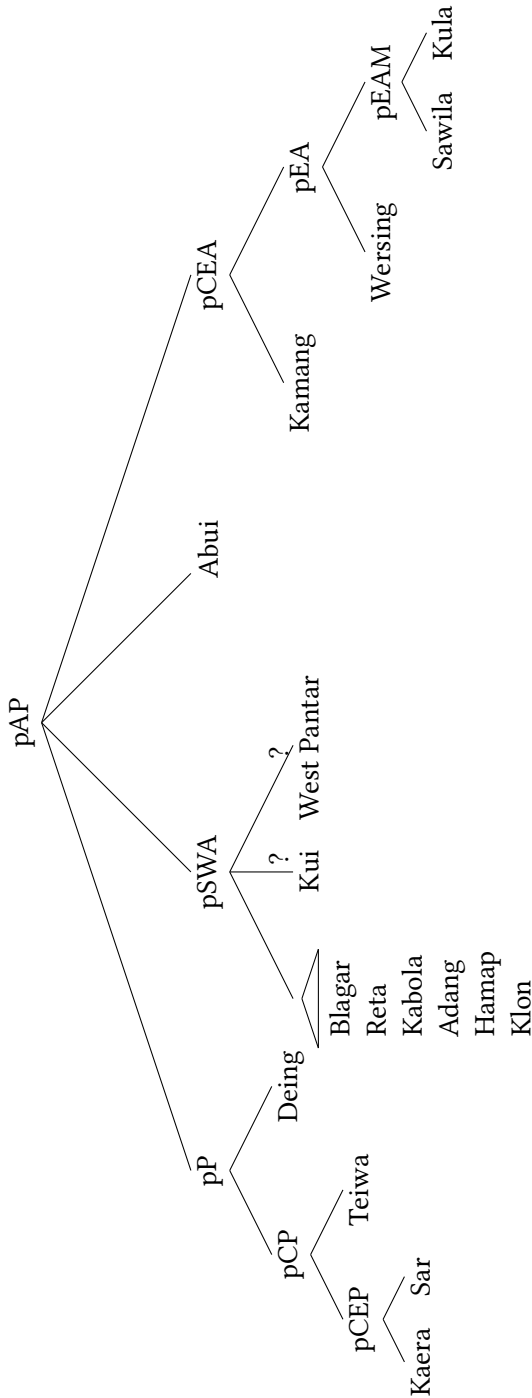 pAP
pP
pSWA
Abui
pCEA
pCP
Deing
?
?
Kui
West Pantar
Kamang
pEA
pCEP
Teiwa
Blagar
Reta
Kabola
Adang
Hamap
Klon
Wersing
pEAM
Kaera
Sar
Sawila
Kula